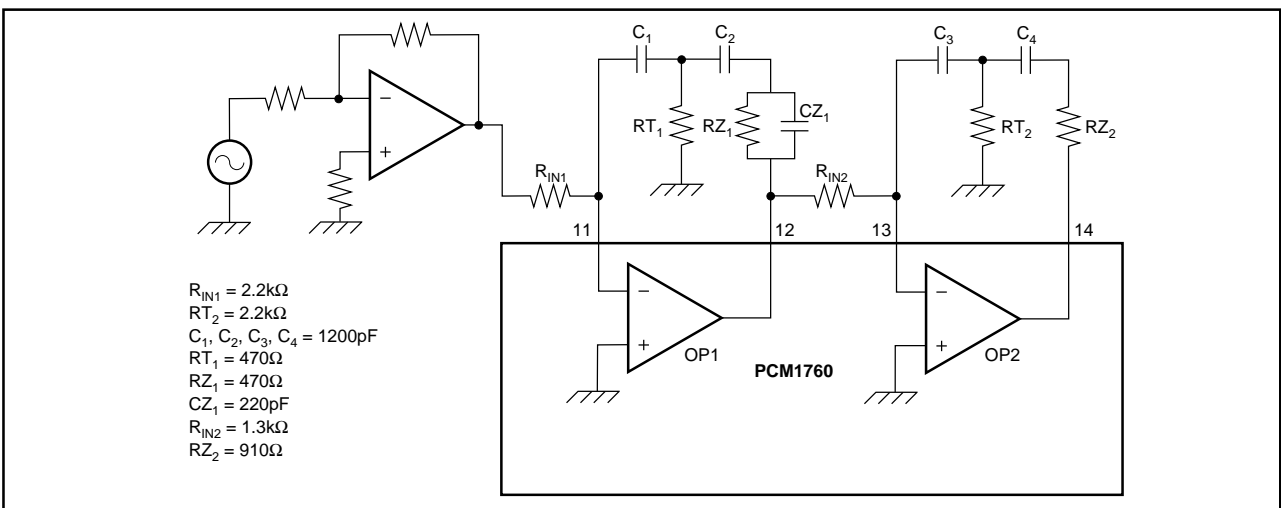 C1 C2 C3 C4
RT1 RZ1 CZ1 RT2 RZ2
RIN1 RIN2
11 12 13 14
− + − + − +
OP1 OP2
PCM1760
RIN1 = 2.2kΩ
RT2 = 2.2kΩ
C1, C2, C3, C4 = 1200pF
RT1 = 470Ω
RZ1 = 470Ω
CZ1 = 220pF
RIN2 = 1.3kΩ
RZ2 = 910Ω